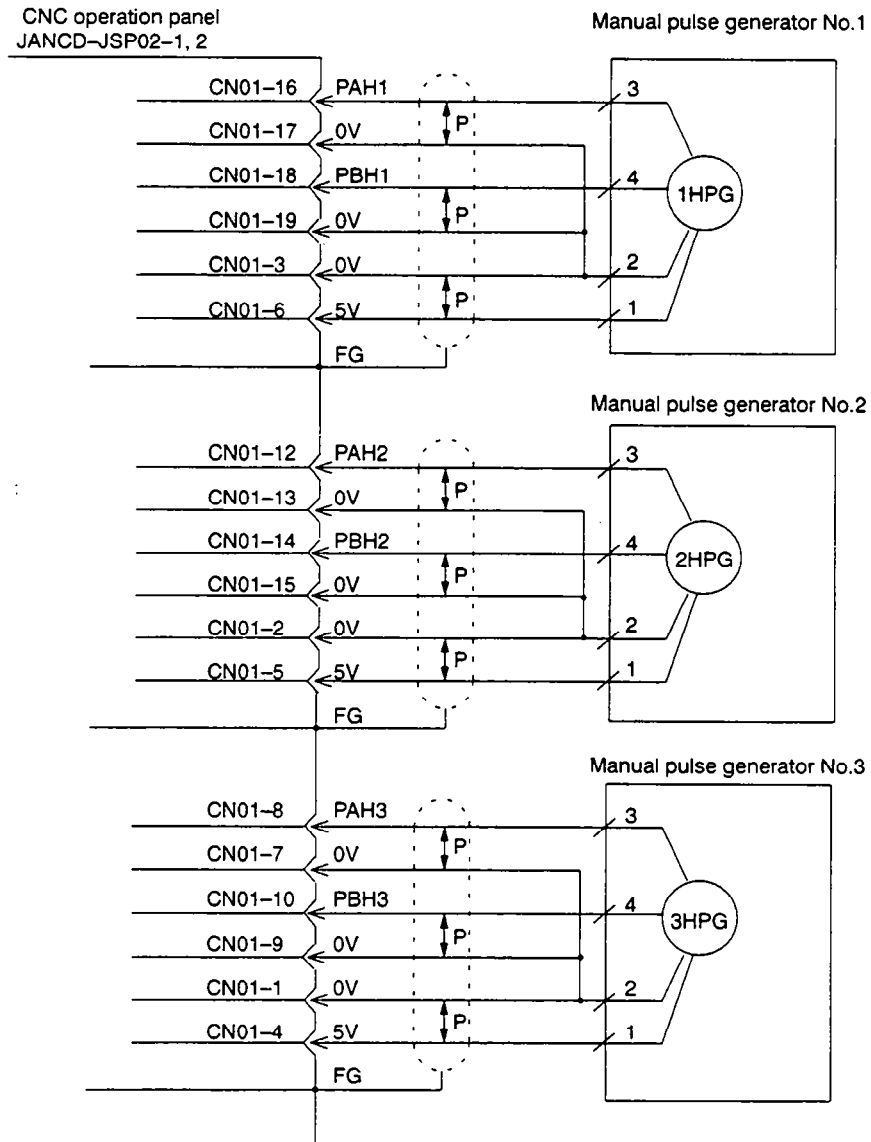 CNC operation panel
JANCD–JSP02–1, 2
Manual pulse generator No.1
CN01–16 PAH1 3
P
CN01–17 0V
CN01–18 PBH1 4
1HPG
P
CN01–19 0V
CN01–3 0V 2
P
CN01–6 5V 1
FG
Manual pulse generator No.2
CN01–12 PAH2 3
P
CN01–13 0V
CN01–14 PBH2 4
2HPG
P
CN01–15 0V
CN01–2 0V 2
P
CN01–5 5V 1
FG
Manual pulse generator No.3
CN01–8 PAH3 3
P
CN01–7 0V
CN01–10 PBH3 4
3HPG
P
CN01–9 0V
CN01–1 0V 2
P
CN01–4 5V 1
FG